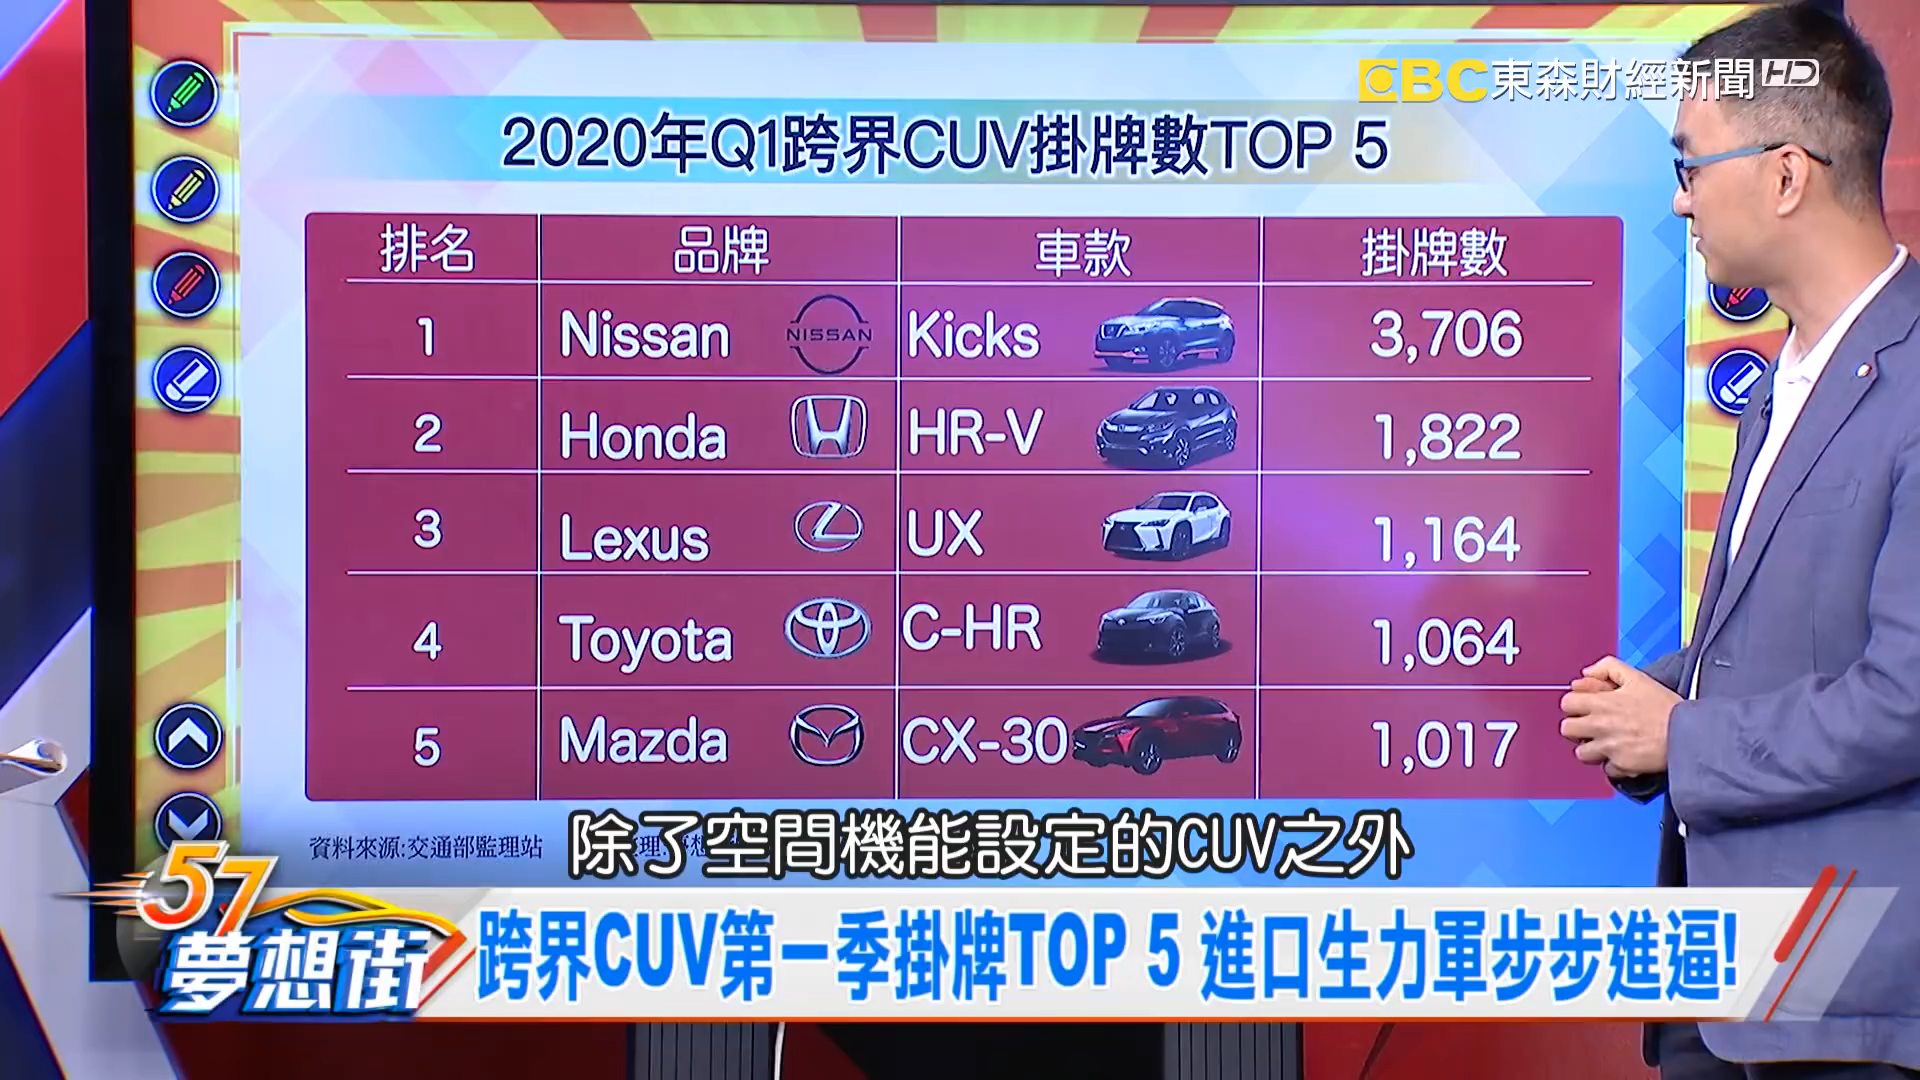 EBC東森財經新聞HD
2020年Q1跨界CUV掛牌數TOP 5
排名 品牌 車款 掛牌數
1 Nissan NISSAN Kicks 3,706
2 Honda HR-V 1,822
3 Lexus UX 1,164
4 Toyota C-HR 1,064
5 Mazda CX-30 1,017
資料來源:交通部監理站
除了空間機能設定的CUV之外
57夢想街
跨界CUV第一季掛牌TOP 5 進口生力軍步步進逼!